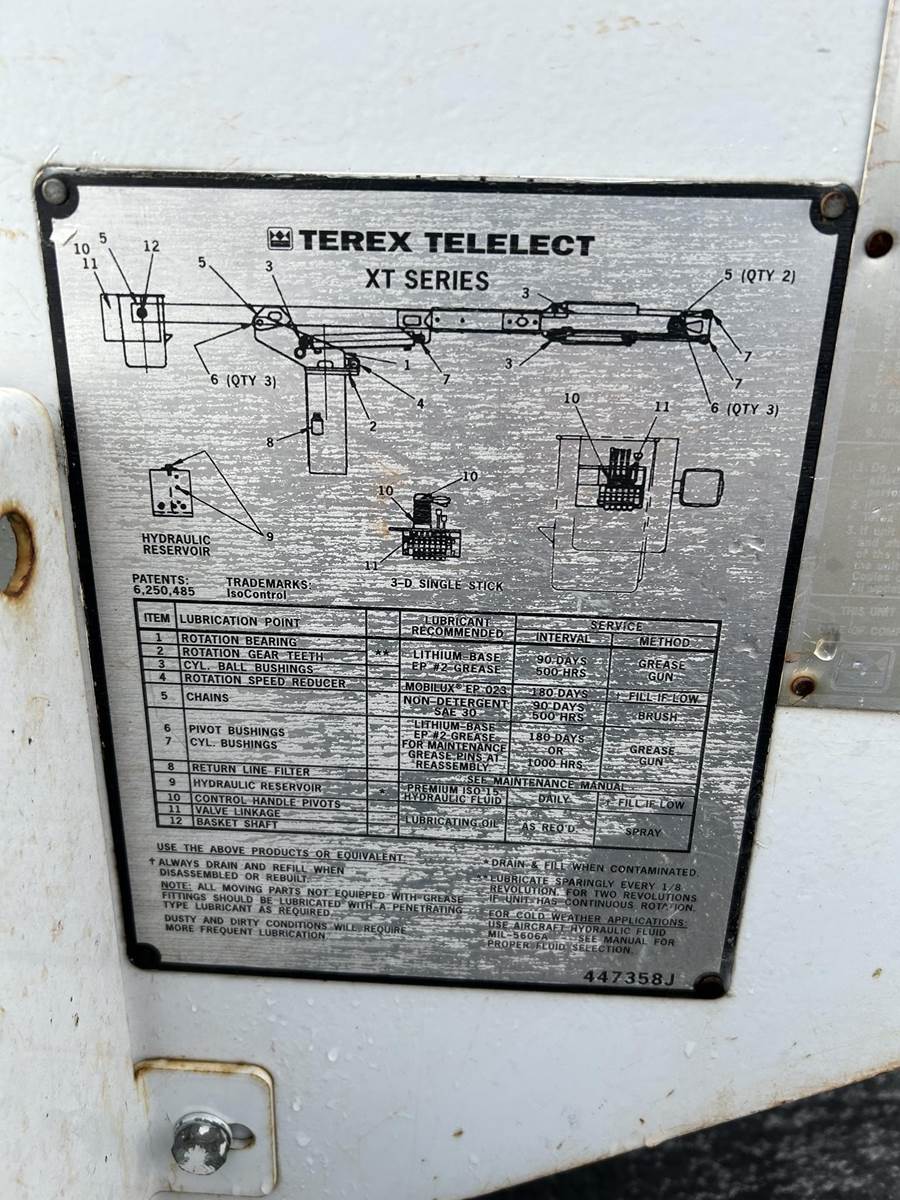 TEREX TELELECT
XT SERIES
5
12
10
11
5
3
3
5 (QTY 2)
7
3
1
7
7
6 (QTY 3)
4
6 (QTY 3)
2
8
10
11
10
10
9
11
HYDRAULIC
RESERVOIR
3-D SINGLE STICK
PATENTS:
6,250,485
TRADEMARKS:
IsoControl
ITEM LUBRICATION POINT LUBRICANT RECOMMENDED SERVICE
INTERVAL METHOD
1 ROTATION BEARING
2 ROTATION GEAR TEETH ** LITHIUM-BASE 90 DAYS GREASE
3 CYL. BALL BUSHINGS EP #2 GREASE 500 HRS GUN
4 ROTATION SPEED REDUCER MOBILUX® EP 023 180 DAYS † FILL IF LOW
5 CHAINS NON-DETERGENT SAE 30 90 DAYS 500 HRS BRUSH
6 PIVOT BUSHINGS LITHIUM-BASE EP #2 GREASE 180 DAYS GREASE
7 CYL. BUSHINGS FOR MAINTENANCE GREASE PINS AT REASSEMBLY OR 1000 HRS GUN
8 RETURN LINE FILTER SEE MAINTENANCE MANUAL
9 HYDRAULIC RESERVOIR * PREMIUM ISO 15 HYDRAULIC FLUID DAILY † FILL IF LOW
10 CONTROL HANDLE PIVOTS
11 VALVE LINKAGE LUBRICATING OIL AS REQ'D. SPRAY
12 BASKET SHAFT
USE THE ABOVE PRODUCTS OR EQUIVALENT.
† ALWAYS DRAIN AND REFILL WHEN
DISASSEMBLED OR REBUILT.
NOTE: ALL MOVING PARTS NOT EQUIPPED WITH GREASE
FITTINGS SHOULD BE LUBRICATED WITH A PENETRATING
TYPE LUBRICANT AS REQUIRED.
DUSTY AND DIRTY CONDITIONS WILL REQUIRE
MORE FREQUENT LUBRICATION.
* DRAIN & FILL WHEN CONTAMINATED.
** LUBRICATE SPARINGLY EVERY 1/8
REVOLUTION, FOR TWO REVOLUTIONS
IF UNIT HAS CONTINUOUS ROTATION.
FOR COLD WEATHER APPLICATIONS:
USE AIRCRAFT HYDRAULIC FLUID
MIL-5606A SEE MANUAL FOR
PROPER FLUID SELECTION.
447358J